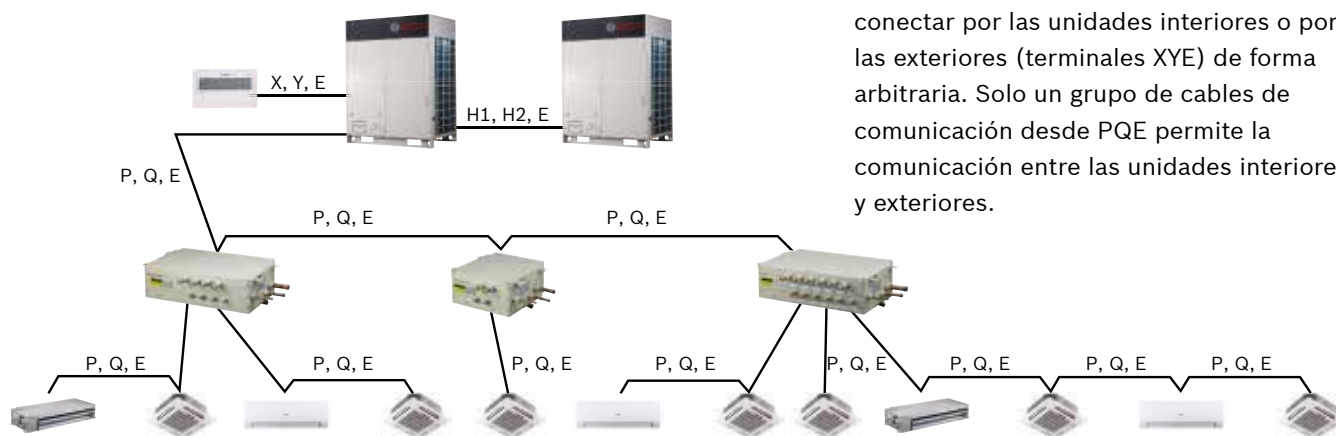 conectar por las unidades interiores o por
las exteriores (terminales XYE) de forma
arbitraria. Solo un grupo de cables de
comunicación desde PQE permite la
comunicación entre las unidades interiore
y exteriores.
X, Y, E
H1, H2, E
P, Q, E
P, Q, E
P, Q, E
P, Q, E
P, Q, E
P, Q, E
P, Q, E
P, Q, E
P, Q, E
P, Q, E
P, Q, E